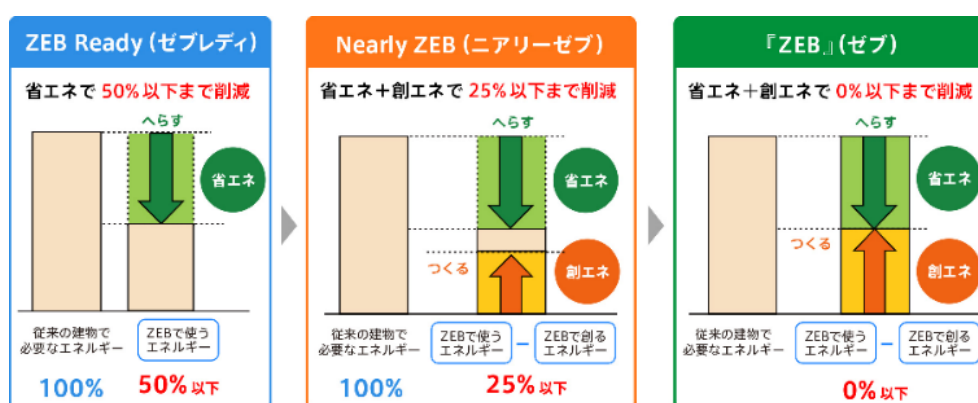 ZEB Ready（ゼブレディ）
省エネで 50%以下まで削減
へらす
省エネ
従来の建物で
必要なエネルギー
ZEBで使う
エネルギー
100%
50% 以下
Nearly ZEB（ニアリーゼブ）
省エネ＋創エネで 25%以下まで削減
へらす
省エネ
つくる
創エネ
従来の建物で
必要なエネルギー
ZEBで使う
エネルギー
−
ZEBで創る
エネルギー
100%
25% 以下
『ZEB』（ゼブ）
省エネ＋創エネで 0%以下まで削減
へらす
省エネ
つくる
創エネ
従来の建物で
必要なエネルギー
ZEBで使う
エネルギー
−
ZEBで創る
エネルギー
0% 以下